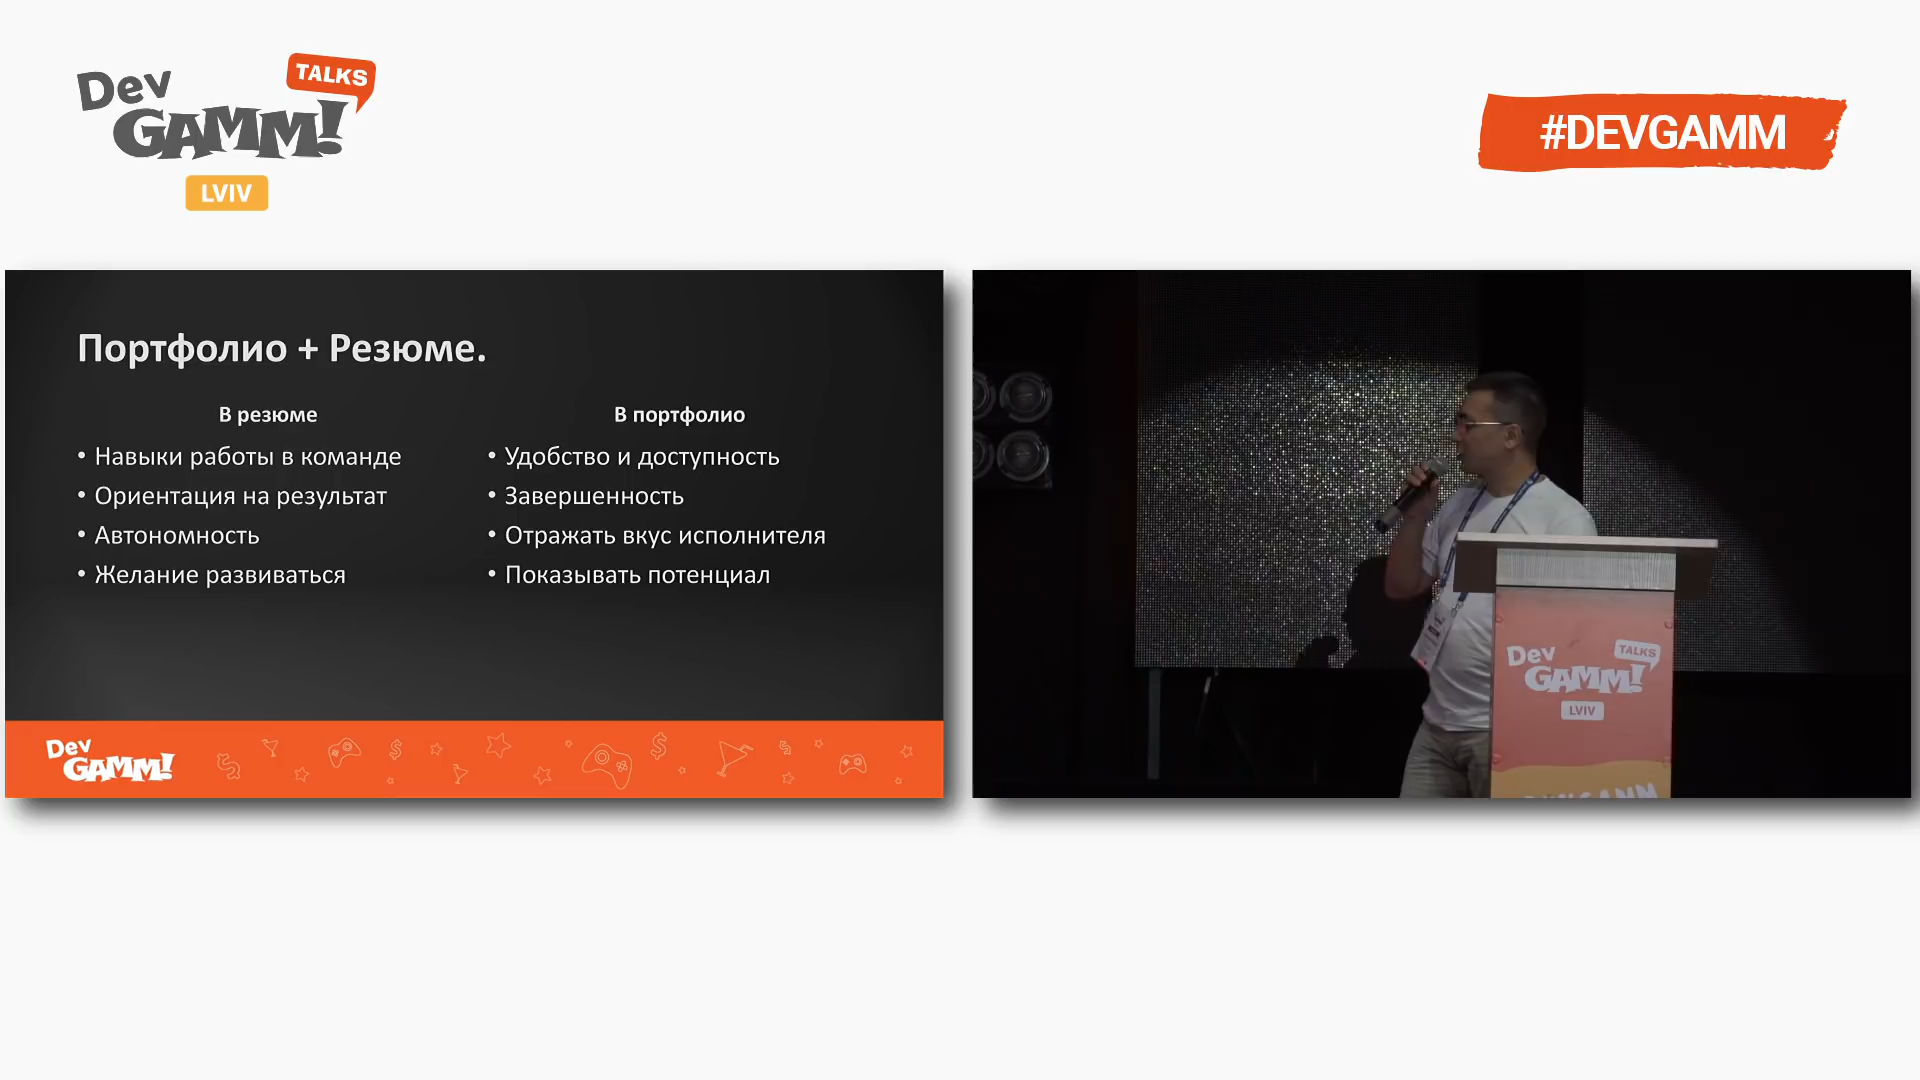 Dev
GAMM!
TALKS
LVIV
#DEVGAMM
Портфолио + Резюме.
В резюме
• Навыки работы в команде
• Ориентация на результат
• Автономность
• Желание развиваться
В портфолио
• Удобство и доступность
• Завершенность
• Отражать вкус исполнителя
• Показывать потенциал
Dev
GAMM!
Dev
GAMM!
TALKS
LVIV